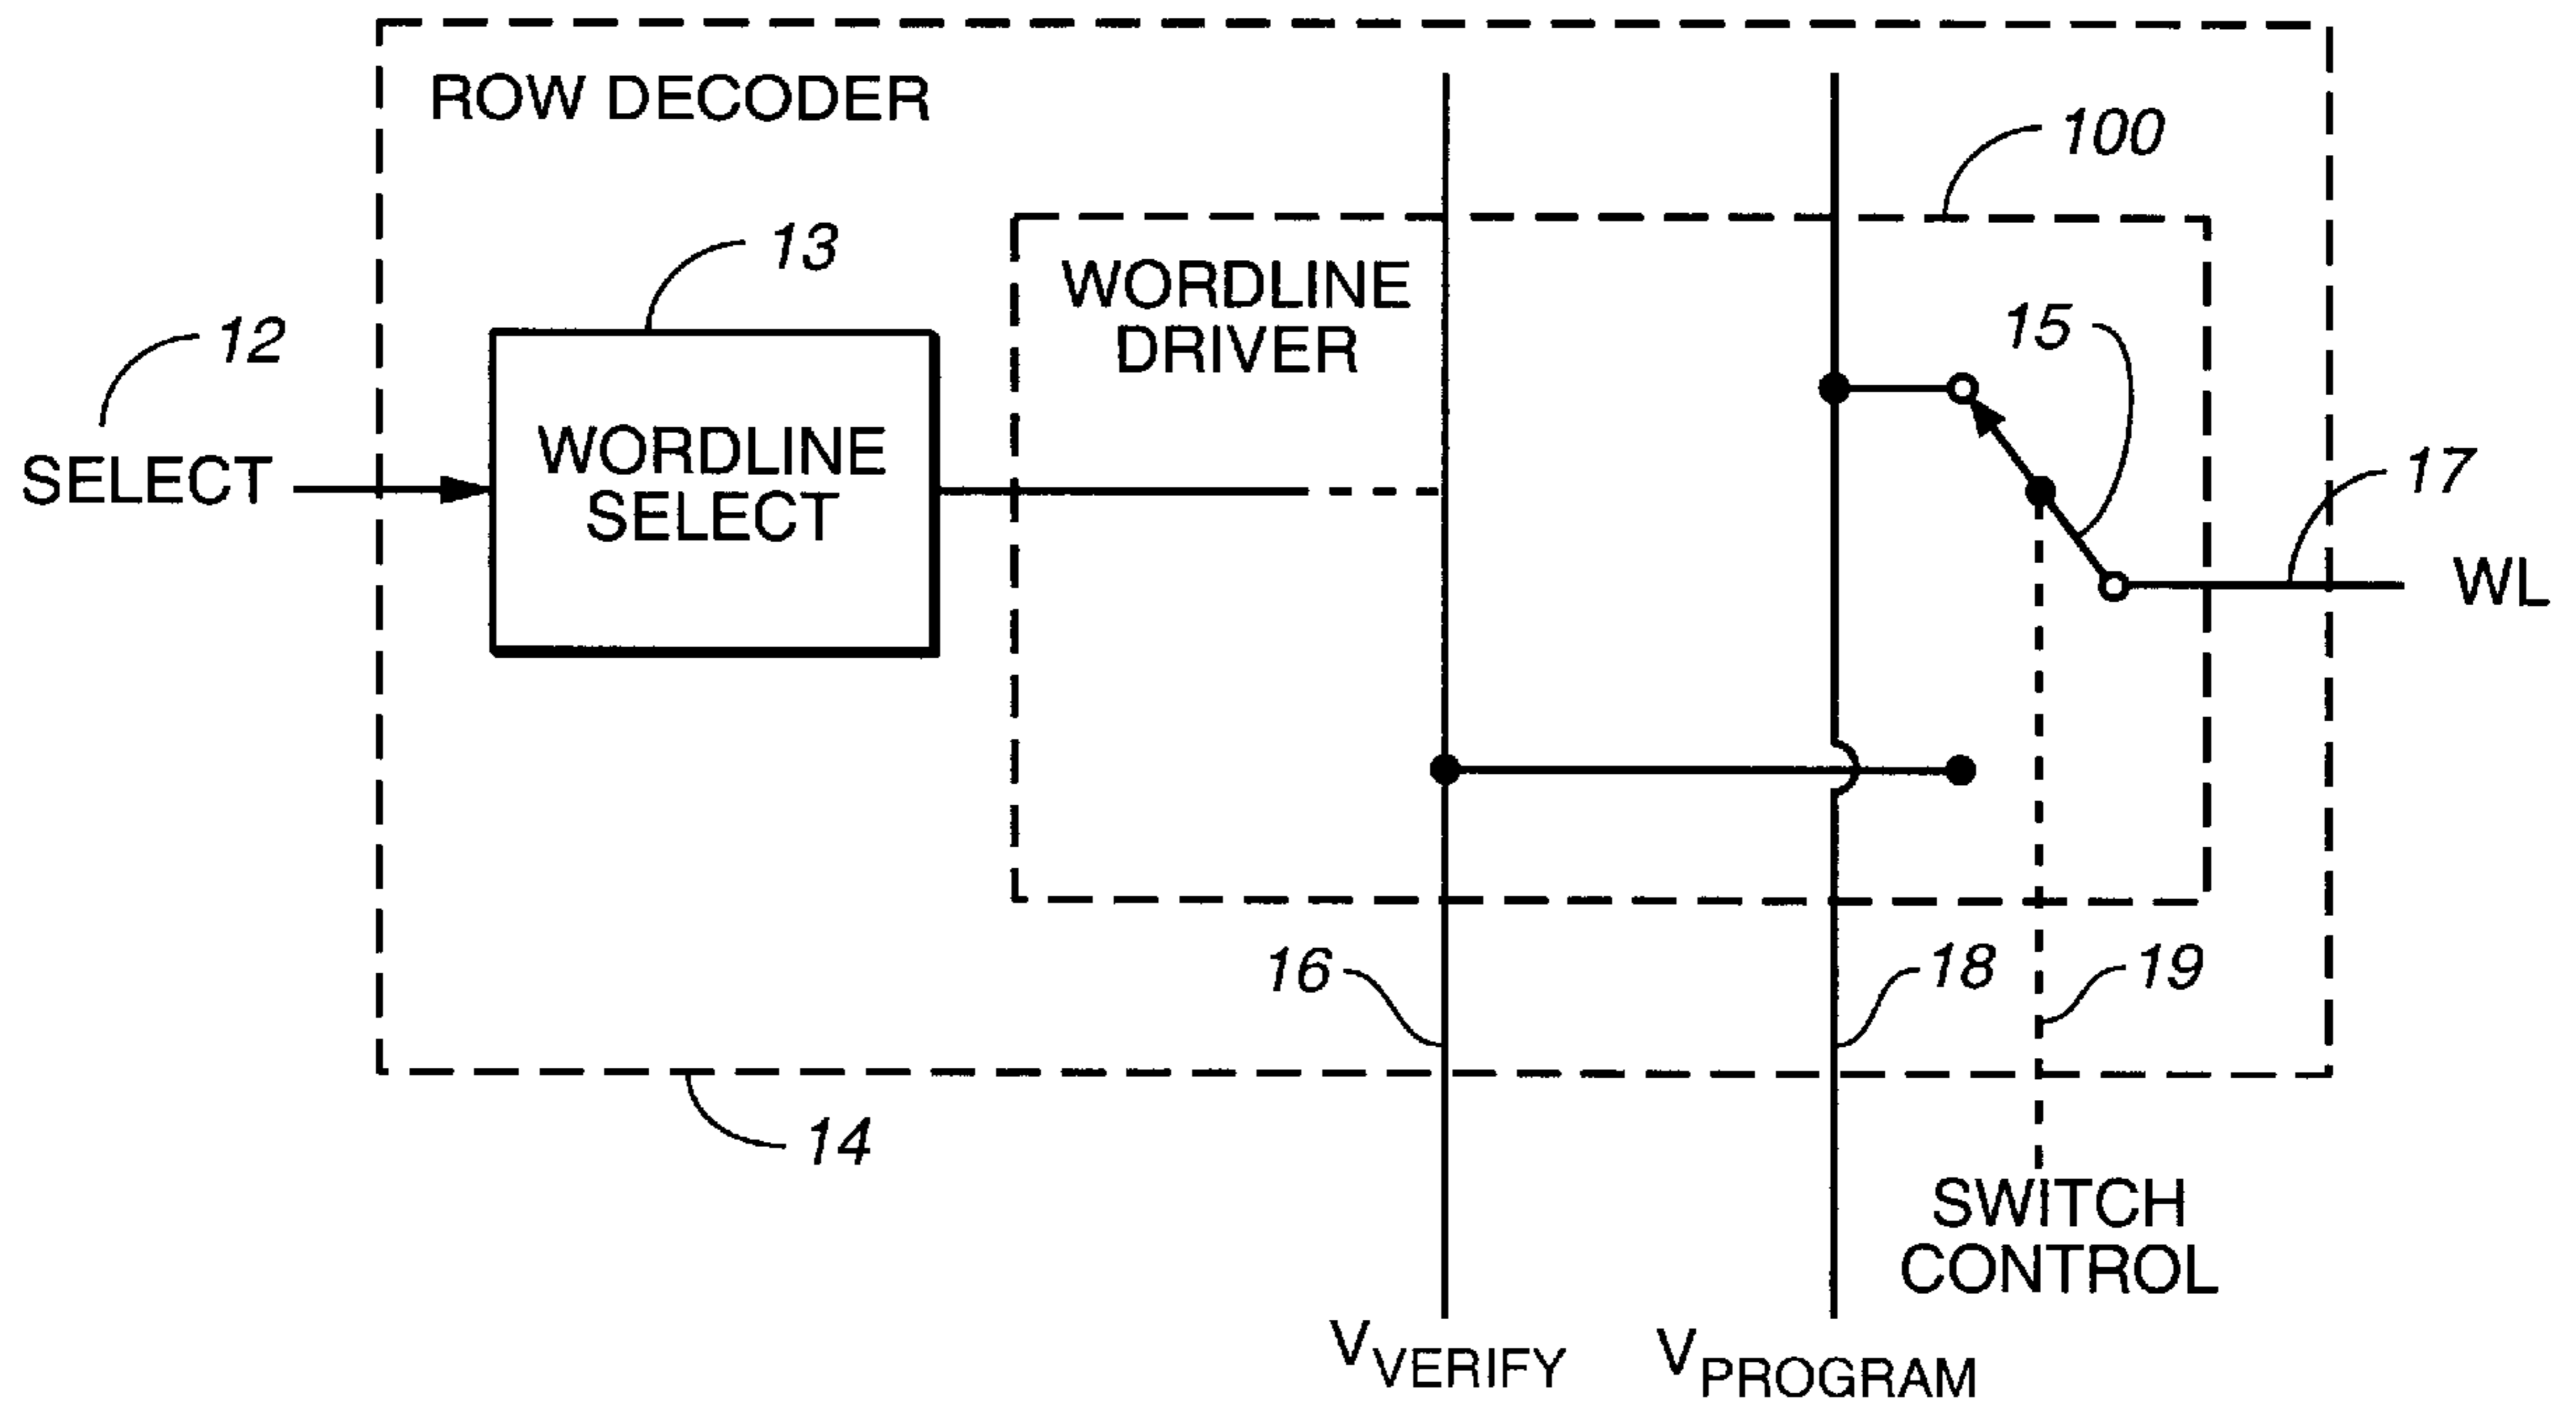 ROW DECODER
100
13
WORDLINE
DRIVER
12
15
WORDLINE
SELECT
SELECT
17
WL
16
18
19
14
SWITCH
CONTROL
VVERIFY
VPROGRAM